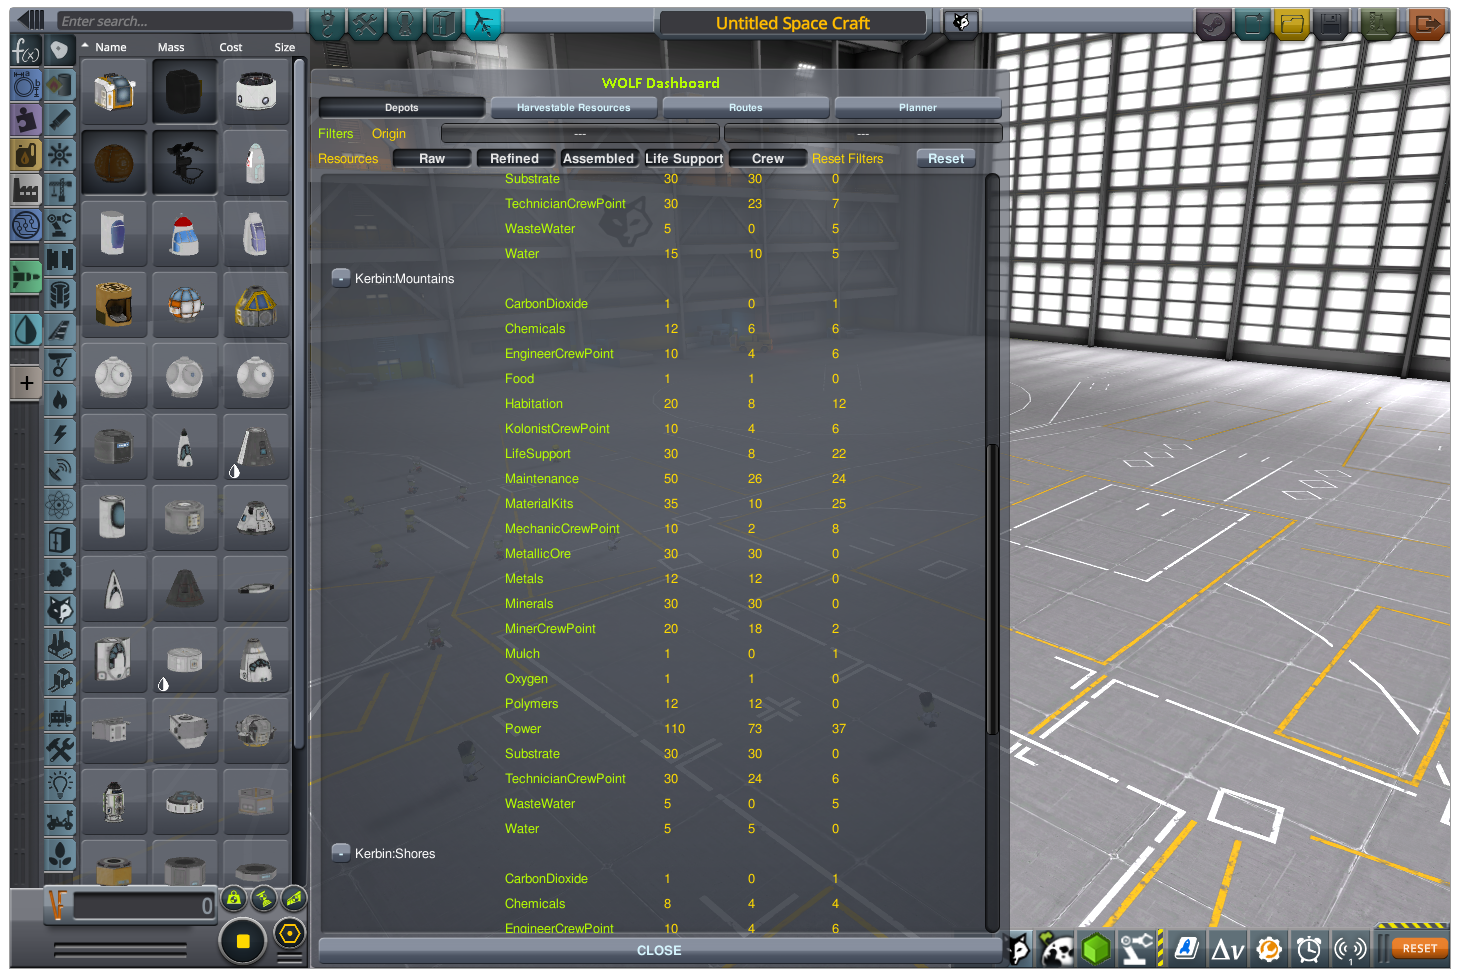 Enter search...
Untitled Space Craft
Name Mass Cost Size
f(x)
WOLF Dashboard
Depots Harvestable Resources Routes Planner
Filters Origin --- ---
Resources Raw Refined Assembled Life Support Crew Reset Filters Reset
Substrate 30 30 0
TechnicianCrewPoint 30 23 7
WasteWater 5 0 5
Water 15 10 5
- Kerbin:Mountains
CarbonDioxide 1 0 1
Chemicals 12 6 6
EngineerCrewPoint 10 4 6
Food 1 1 0
Habitation 20 8 12
KolonistCrewPoint 10 4 6
LifeSupport 30 8 22
Maintenance 50 26 24
MaterialKits 35 10 25
MechanicCrewPoint 10 2 8
MetallicOre 30 30 0
Metals 12 12 0
Minerals 30 30 0
MinerCrewPoint 20 18 2
Mulch 1 0 1
Oxygen 1 1 0
Polymers 12 12 0
Power 110 73 37
Substrate 30 30 0
TechnicianCrewPoint 30 24 6
WasteWater 5 0 5
Water 5 5 0
- Kerbin:Shores
CarbonDioxide 1 0 1
Chemicals 8 4 4
EngineerCrewPoint 10 4 6
+
0
CLOSE
Δv
1
RESET